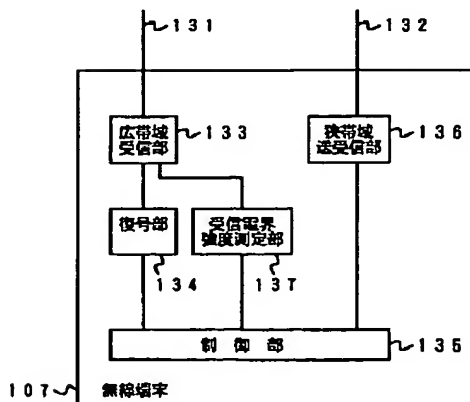 131
132
広帯域
受信部
133
狭帯域
送受信部
136
復号部
受信電界
強度測定部
134
137
制御部
135
107
無線端末